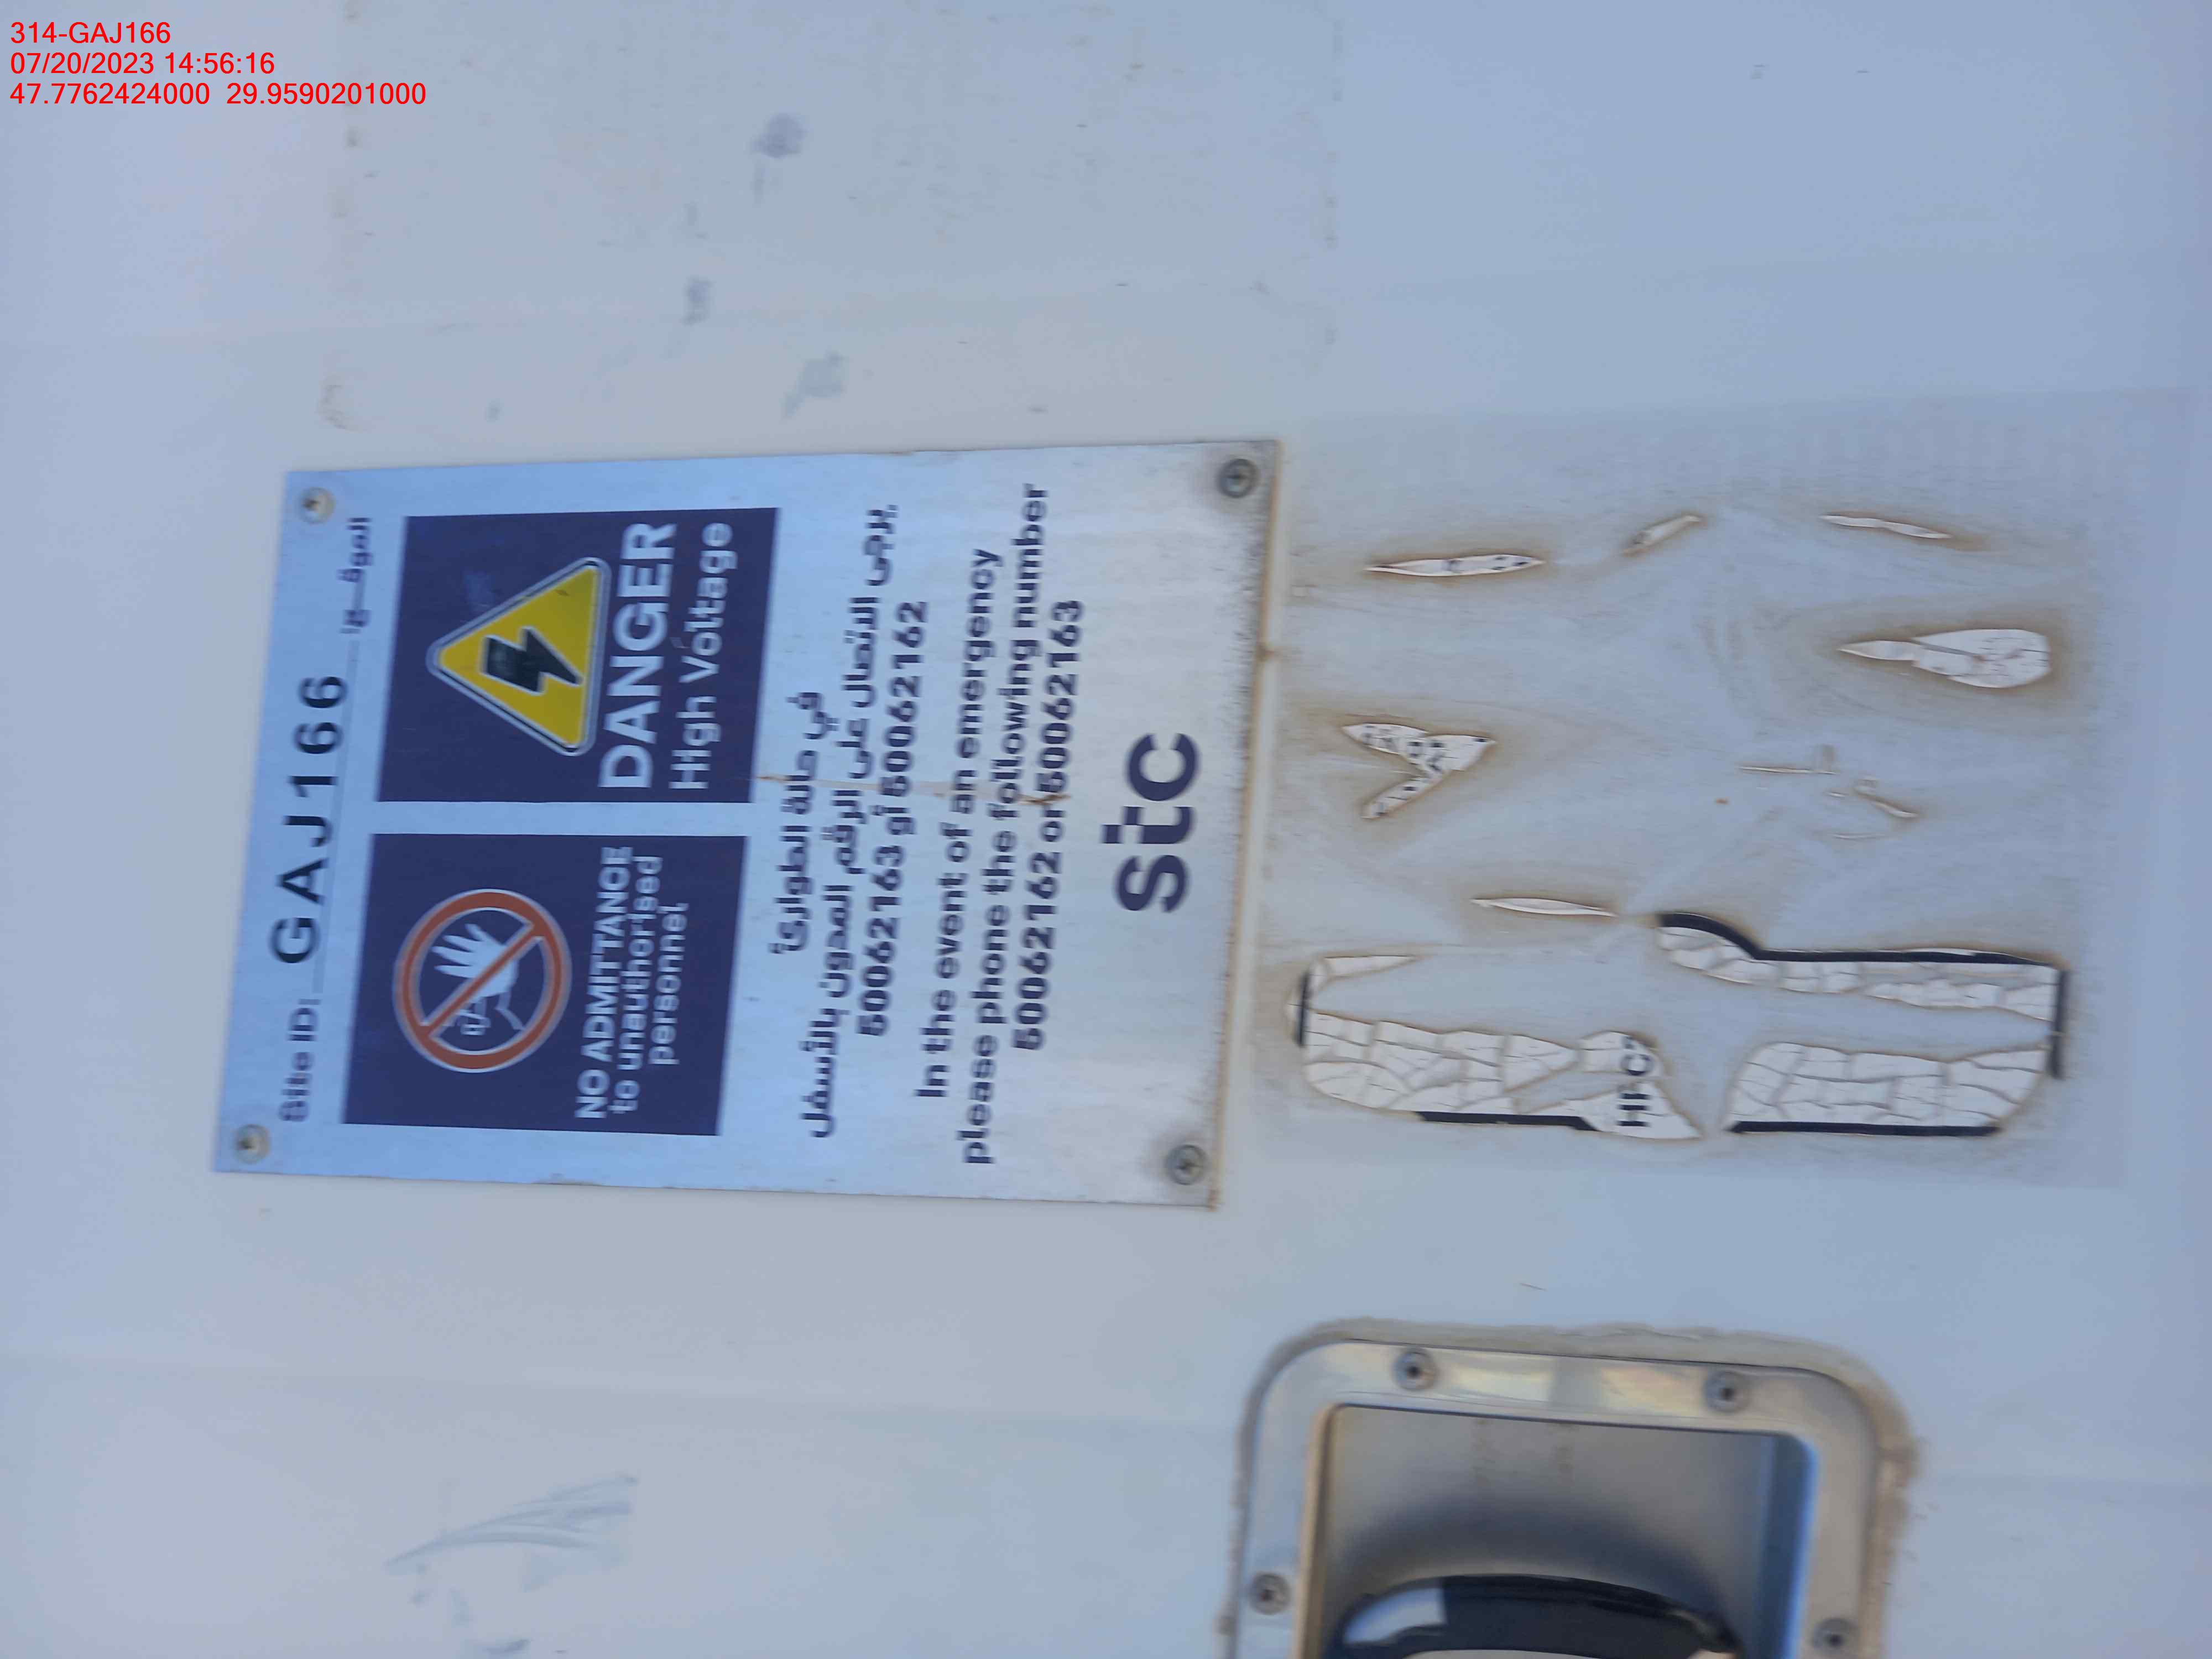 314-GAJ166
07/20/2023 14:56:16
47.7762424000 29.9590201000
Site ID: GAJ166 الموقـــع:
NO ADMITTANCE
to unauthorised
personnel
DANGER
High Voltage
في حالة الطوارئ
يرجى الاتصال على الرقم المدون بالأسفل
50062162 أو 50062163
In the event of an emergency
please phone the following number
50062162 or 50062163
stc